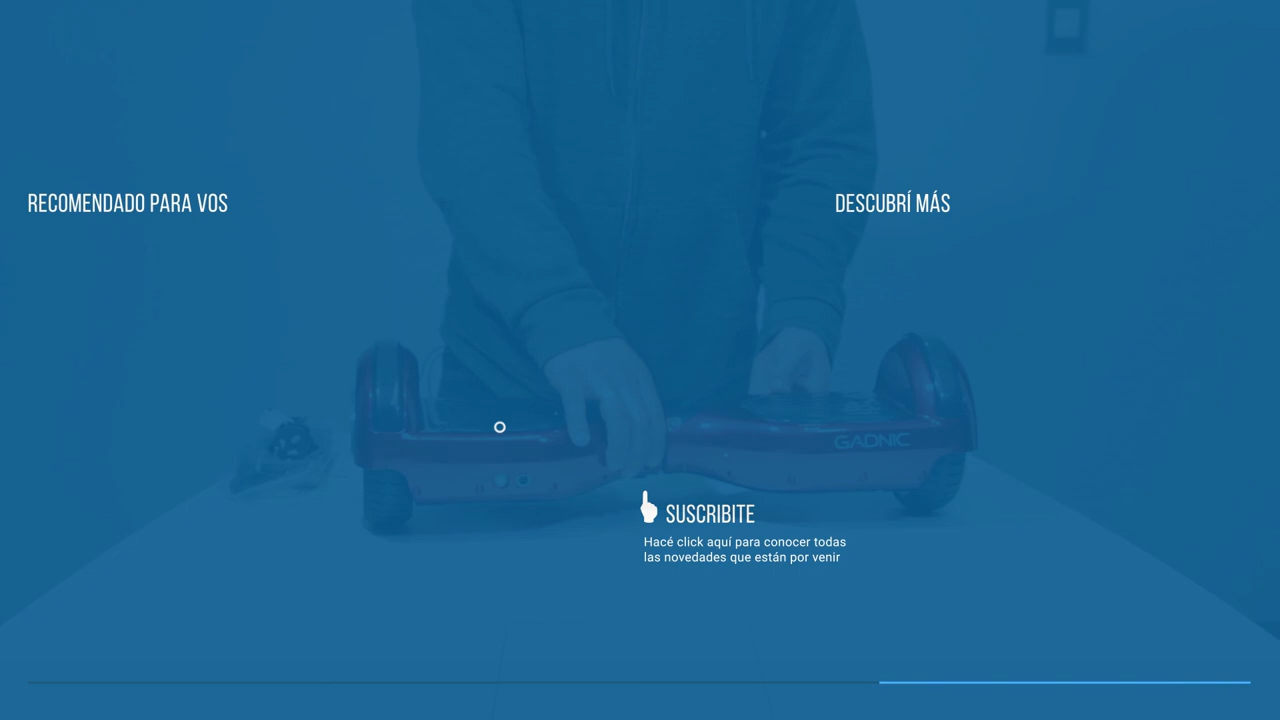 RECOMENDADO PARA VOS
DESCUBRÍ MÁS
GADNIC
SUSCRIBITE
Hacé click aquí para conocer todas
las novedades que están por venir